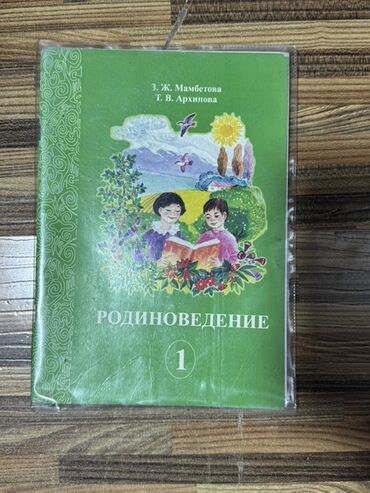 З. Ж. Мамбетова
Т. В. Архипова
РОДИНОВЕДЕНИЕ
1